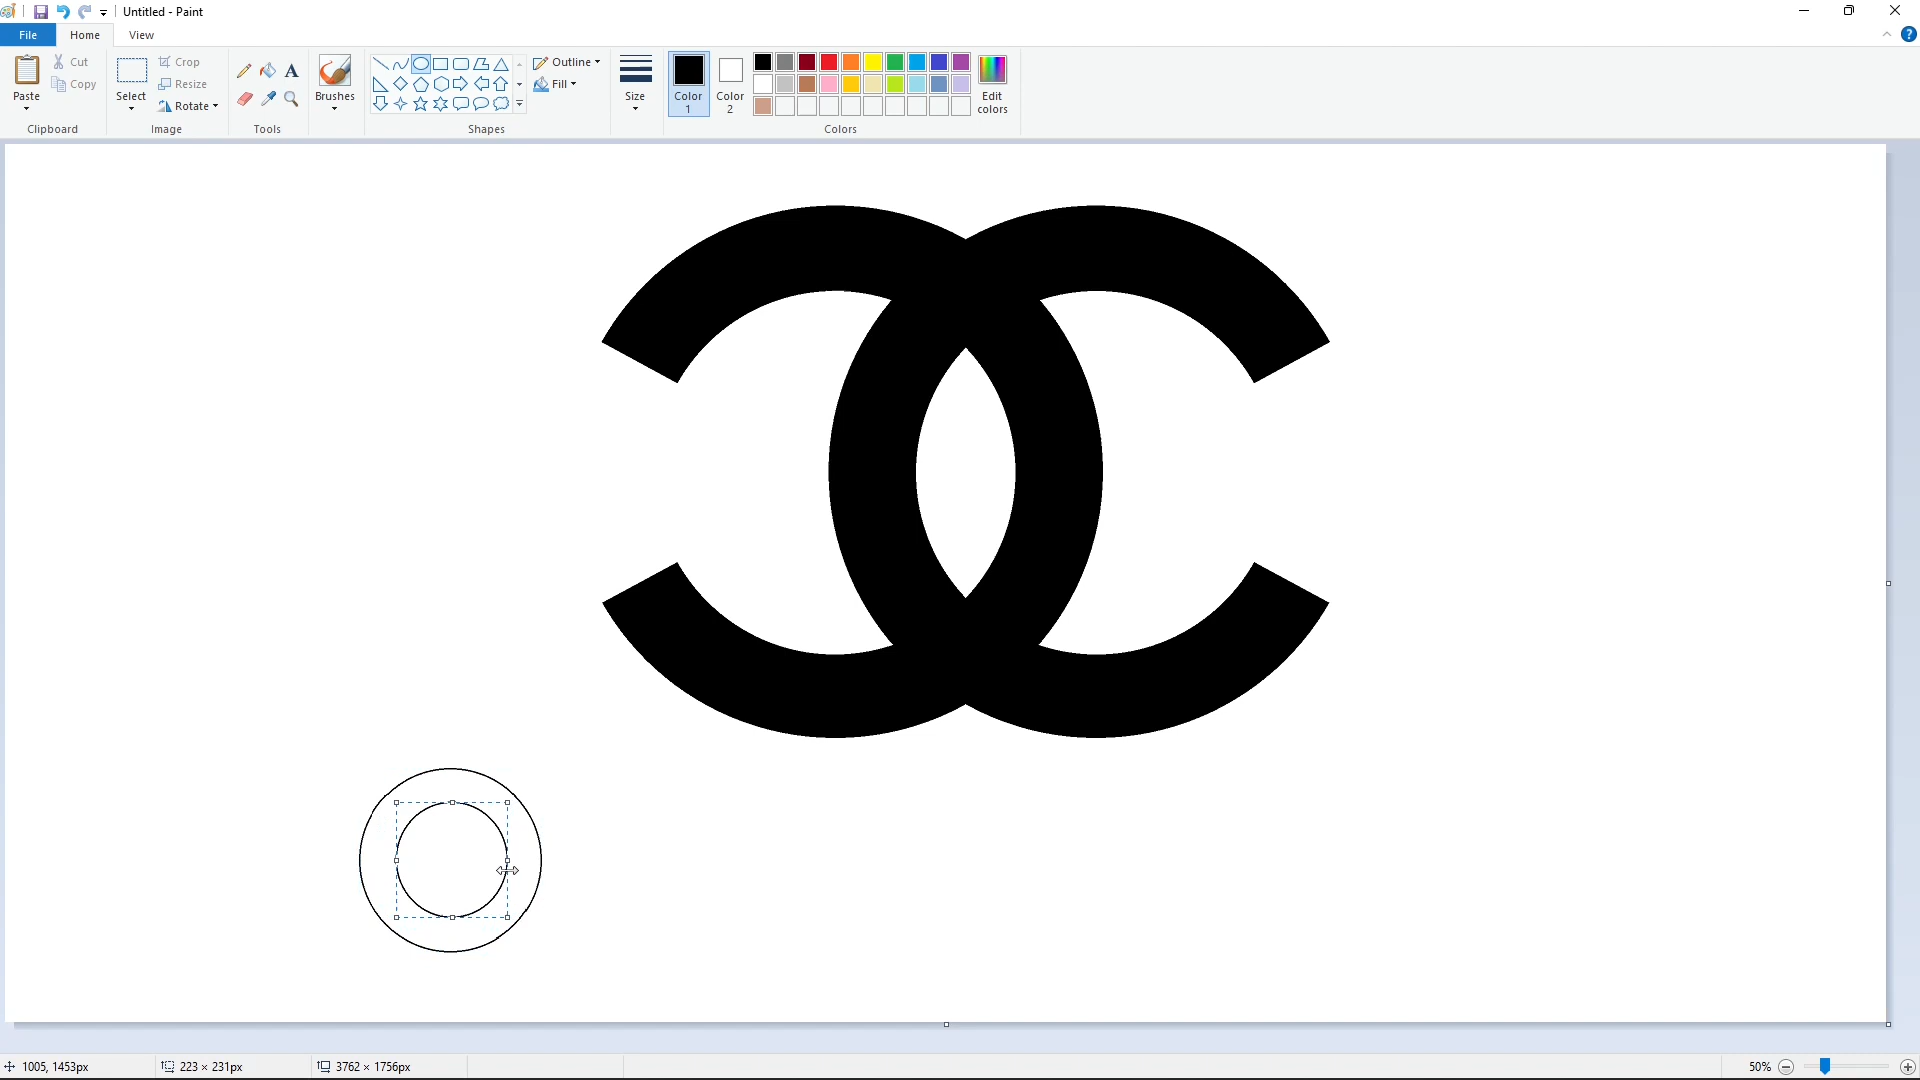 Untitled - Paint
File Home View
Paste
Cut
Copy
Clipboard
Select
Crop
Resize
Rotate
Image
A
Tools
Brushes
Outline
Fill
Shapes
Size
Color 1
Color 2
Edit colors
Colors
?
1005, 1453px
223 × 231px
3762 × 1756px
50%